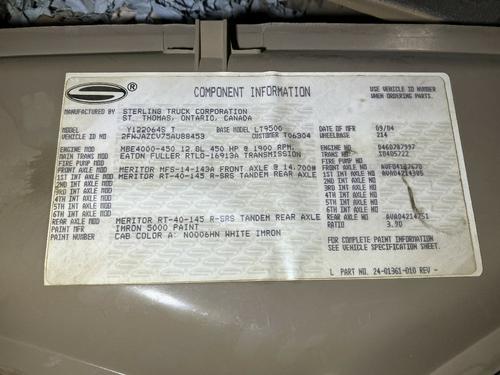 ®
COMPONENT INFORMATION
USE VEHICLE ID NUMBER
WHEN ORDERING PARTS.
MANUFACTURED BY STERLING TRUCK CORPORATION
ST. THOMAS, ONTARIO, CANADA
MODEL Y122064S T BASE MODEL LT9500 DATE OF MFR 09/04
VEHICLE ID NO 2FWJAZCV75AU88459 CUSTOMER T06304 WHEELBASE 214
ENGINE MOD MBE4000-450 12.8L 450 HP @ 1900 RPM. ENGINE NO 0460287997
MAIN TRANS MOD EATON FULLER RTLO-16913A TRANSMISSION TRANS NO
FIRE PUMP MOD FIRE PUMP NO
FRONT AXLE MOD MERITOR MFS-14-143A FRONT AXLE @ 14,700# FRONT AXLE NO
1ST INT AXLE MOD MERITOR RT-40-145 R-SRS TANDEM REAR AXLE 1ST INT AXLE NO AVA04214305
2ND INT AXLE MOD 2ND INT AXLE NO
3RD INT AXLE MOD 3RD INT AXLE NO
4TH INT AXLE MOD 4TH INT AXLE NO
5TH INT AXLE MOD 5TH INT AXLE NO
6TH INT AXLE MOD 6TH INT AXLE NO
REAR AXLE MOD MERITOR RT-40-145 R-SRS TANDEM REAR AXLE REAR AXLE NO AVA04214251
PAINT MFR IMRON 5000 PAINT RATIO 3.90
PAINT NUMBER CAB COLOR A: N0006HN WHITE IMRON
FOR COMPLETE PAINT INFORMATION
SEE VEHICLE SPECIFICATION SHEET.
L PART NO. 24-01361-010 REV -